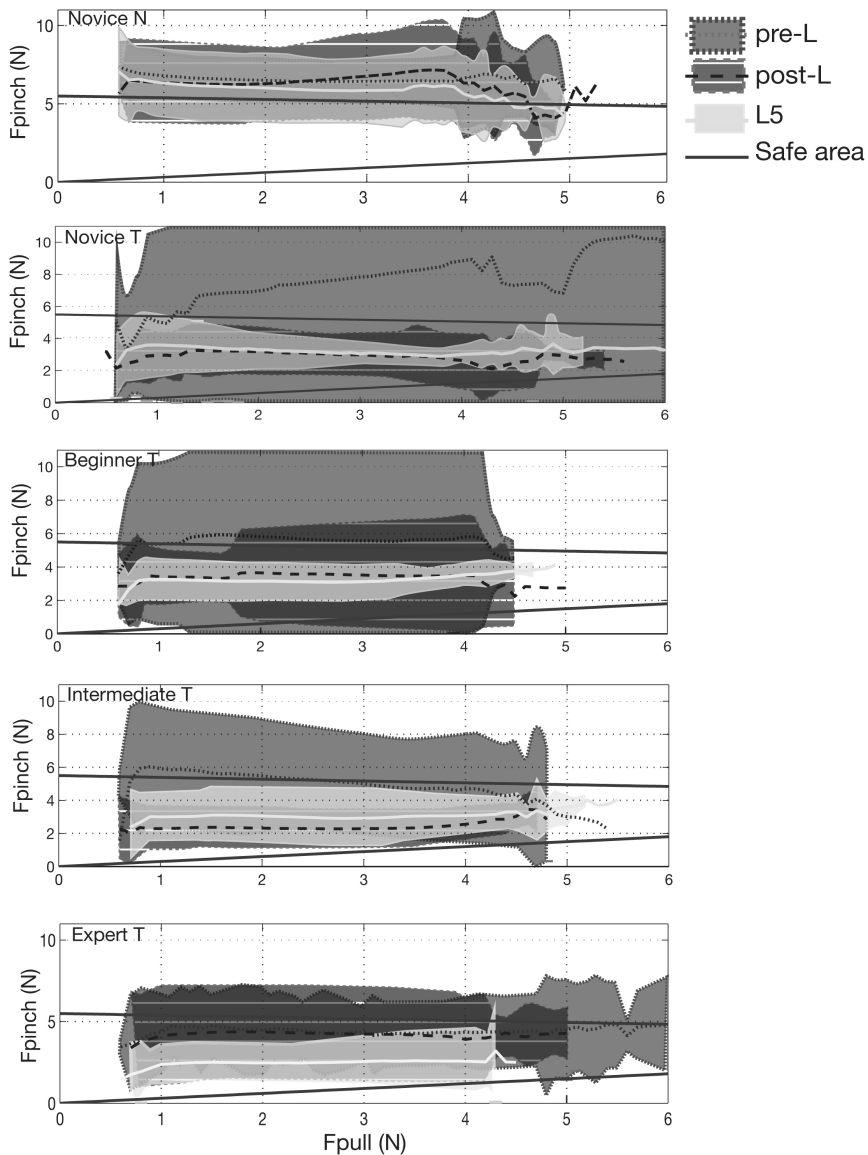 Novice N
Fpinch (N)
10
5
0
0 1 2 3 4 5 6
pre-L
post-L
L5
Safe area
Novice T
Fpinch (N)
10
8
6
4
2
0
0 1 2 3 4 5 6
Beginner T
Fpinch (N)
10
8
6
4
2
0
0 1 2 3 4 5 6
Intermediate T
Fpinch (N)
10
8
6
4
2
0
0 1 2 3 4 5 6
Expert T
Fpinch (N)
10
5
0
0 1 2 3 4 5 6
Fpull (N)